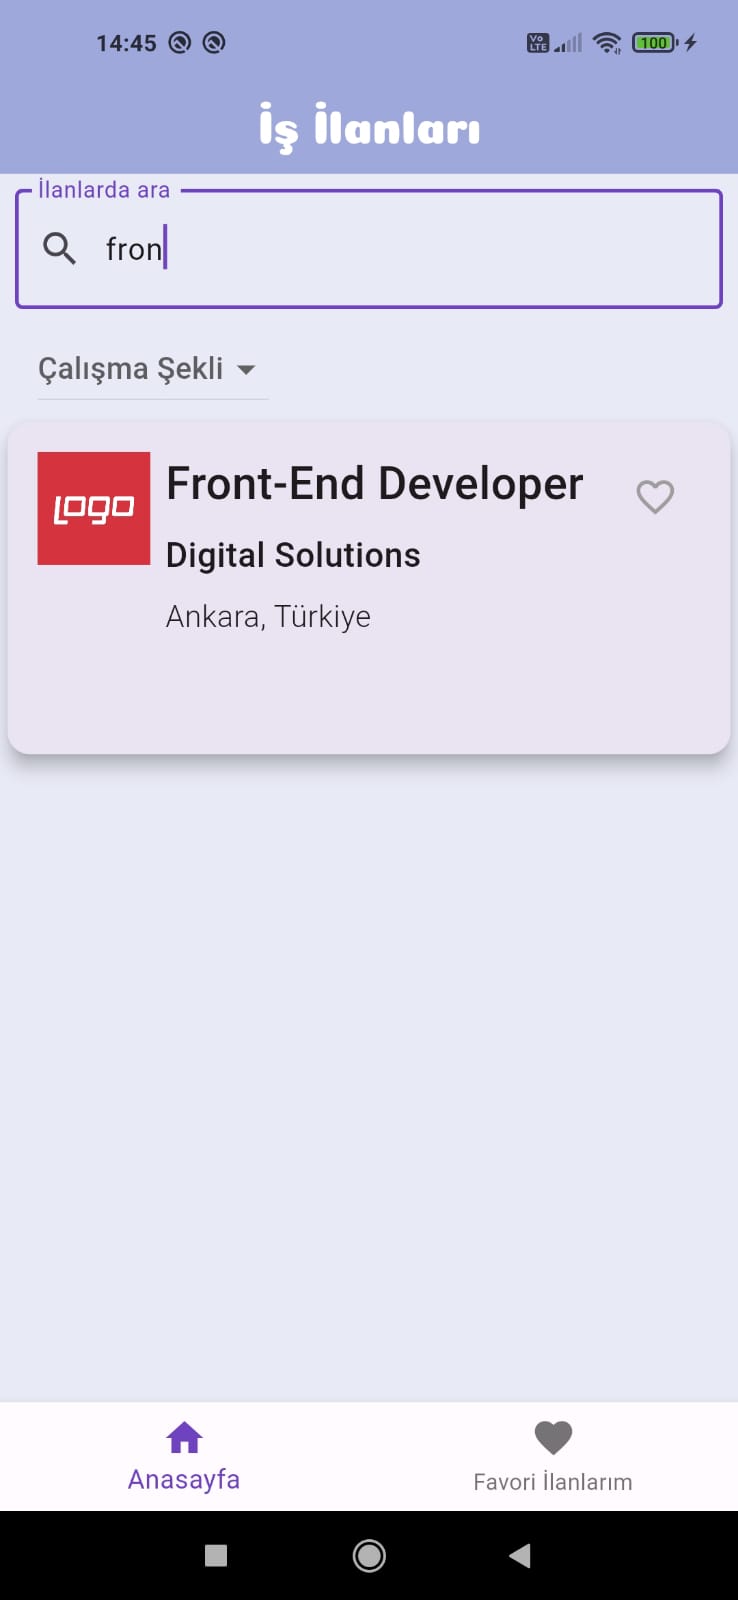 14:45
Vo LTE
100
İş İlanları
İlanlarda ara
fron
Çalışma Şekli
LOGO
Front-End Developer
Digital Solutions
Ankara, Türkiye
Anasayfa
Favori İlanlarım